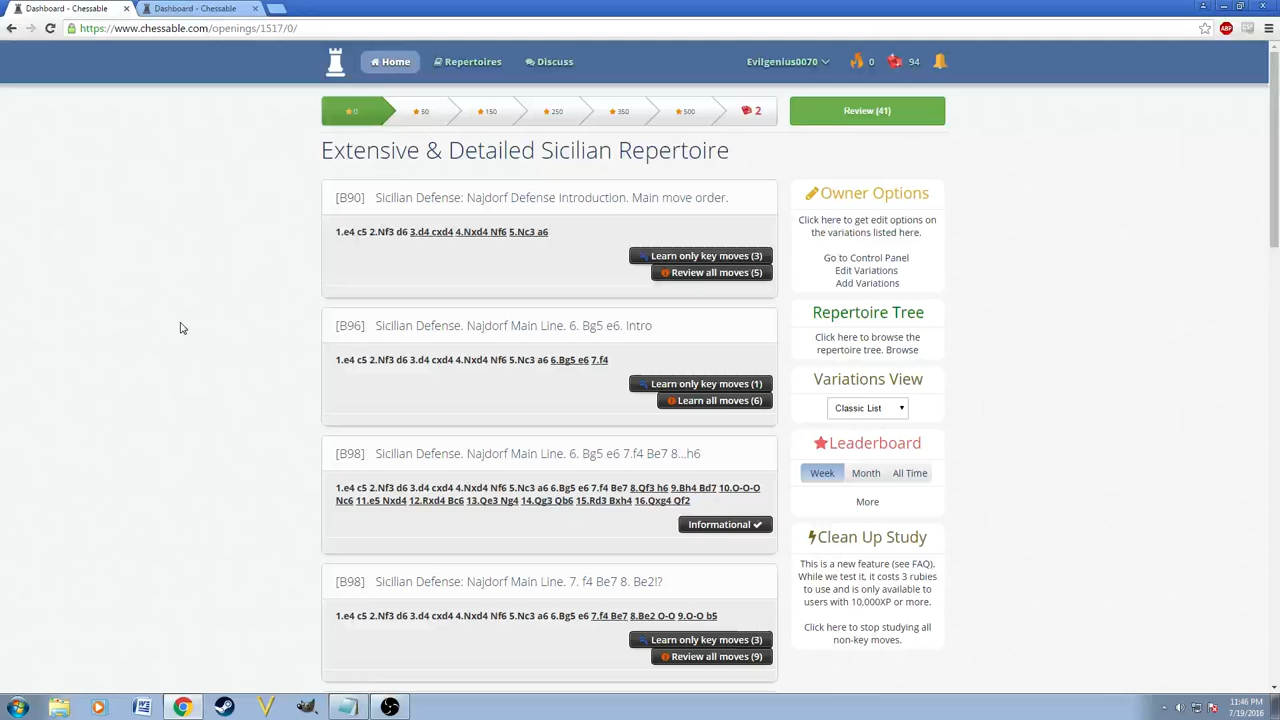 Dashboard - Chessable
Dashboard - Chessable
https://www.chessable.com/openings/1517/0/
ABP
Home
Repertoires
Discuss
Evilgenius0070
0
94
0
50
150
250
350
500
2
Review (41)
Extensive & Detailed Sicilian Repertoire
[B90] Sicilian Defense: Najdorf Defense Introduction. Main move order.
1.e4 c5 2.Nf3 d6 3.d4 cxd4 4.Nxd4 Nf6 5.Nc3 a6
Learn only key moves (3)
Review all moves (5)
[B96] Sicilian Defense. Najdorf Main Line. 6. Bg5 e6. Intro
1.e4 c5 2.Nf3 d6 3.d4 cxd4 4.Nxd4 Nf6 5.Nc3 a6 6.Bg5 e6 7.f4
Learn only key moves (1)
Learn all moves (6)
[B98] Sicilian Defense. Najdorf Main Line. 6. Bg5 e6 7.f4 Be7 8...h6
1.e4 c5 2.Nf3 d6 3.d4 cxd4 4.Nxd4 Nf6 5.Nc3 a6 6.Bg5 e6 7.f4 Be7 8.Qf3 h6 9.Bh4 Bd7 10.O-O-O
Nc6 11.e5 Nxd4 12.Rxd4 Bc6 13.Qe3 Ng4 14.Qg3 Qb6 15.Rd3 Bxh4 16.Qxg4 Qf2
Informational
[B98] Sicilian Defense: Najdorf Main Line. 7. f4 Be7 8. Be2!?
1.e4 c5 2.Nf3 d6 3.d4 cxd4 4.Nxd4 Nf6 5.Nc3 a6 6.Bg5 e6 7.f4 Be7 8.Be2 O-O 9.O-O b5
Learn only key moves (3)
Review all moves (9)
Owner Options
Click here to get edit options on
the variations listed here.
Go to Control Panel
Edit Variations
Add Variations
Repertoire Tree
Click here to browse the
repertoire tree. Browse
Variations View
Classic List
Leaderboard
Week Month All Time
More
Clean Up Study
This is a new feature (see FAQ).
While we test it, it costs 3 rubies
to use and is only available to
users with 10,000XP or more.
Click here to stop studying all
non-key moves.
11:46 PM
7/19/2016